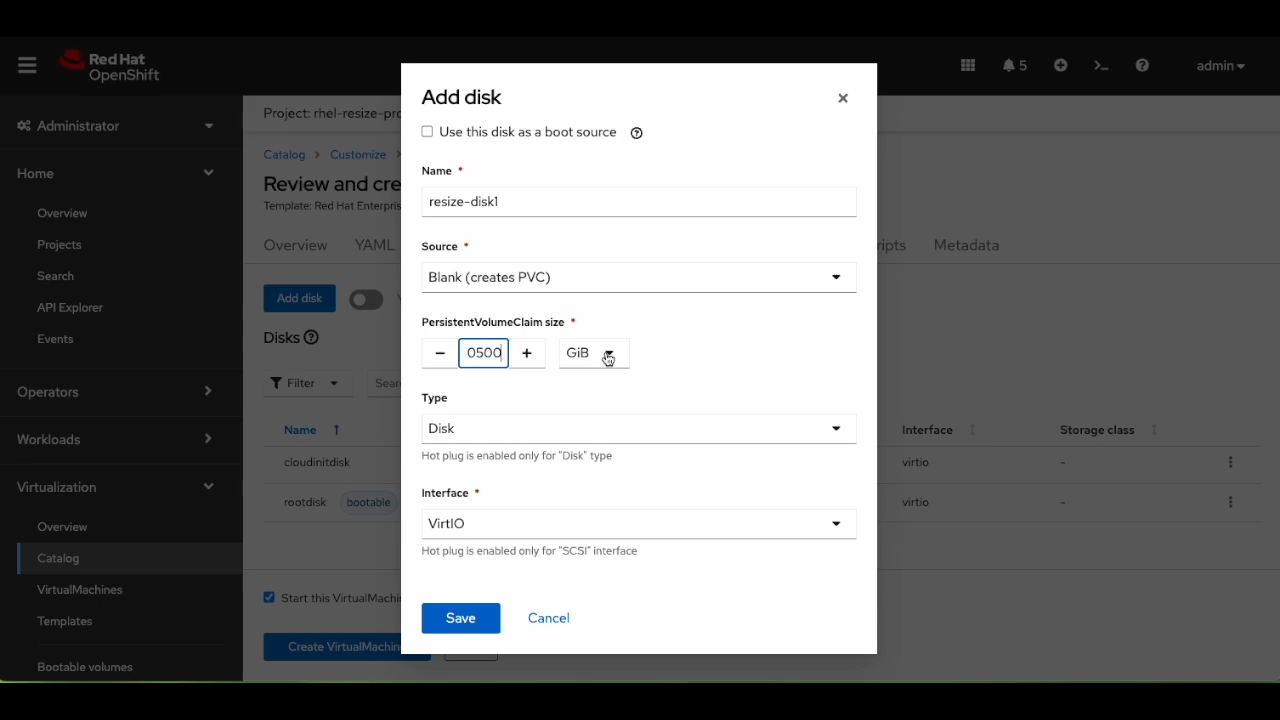 Red Hat
OpenShift
5
admin
Administrator
Home
Overview
Projects
Search
API Explorer
Events
Operators
Workloads
Virtualization
Overview
Catalog
VirtualMachines
Templates
Bootable volumes
Project: rhel-resize-pro
Catalog > Customize >
Review and cre
Template: Red Hat Enterpris
Overview YAML ipts Metadata
Add disk
Disks
Filter Sear
Name Interface Storage class
cloudinitdisk virtio -
rootdisk bootable virtio -
Start this VirtualMachin
Create VirtualMachin
Add disk
Use this disk as a boot source
Name *
resize-disk1
Source *
Blank (creates PVC)
PersistentVolumeClaim size *
0500 GiB
Type
Disk
Hot plug is enabled only for "Disk" type
Interface *
VirtIO
Hot plug is enabled only for "SCSI" interface
Save Cancel